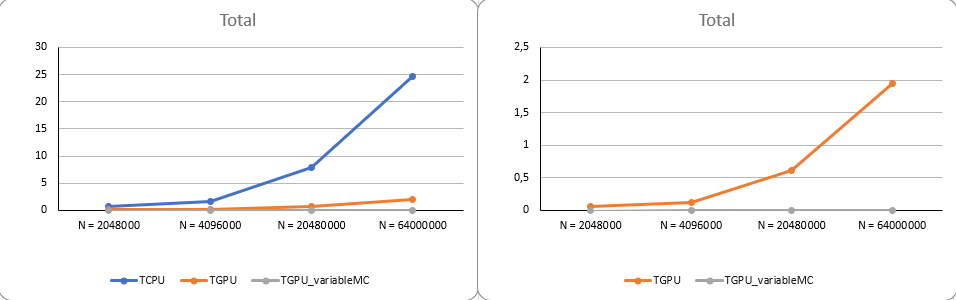 Total
30
25
20
15
10
5
0
N = 2048000 N = 4096000 N = 20480000 N = 64000000
TCPU TGPU TGPU_variableMC
Total
2,5
2
1,5
1
0,5
0
N = 2048000 N = 4096000 N = 20480000 N = 64000000
TGPU TGPU_variableMC